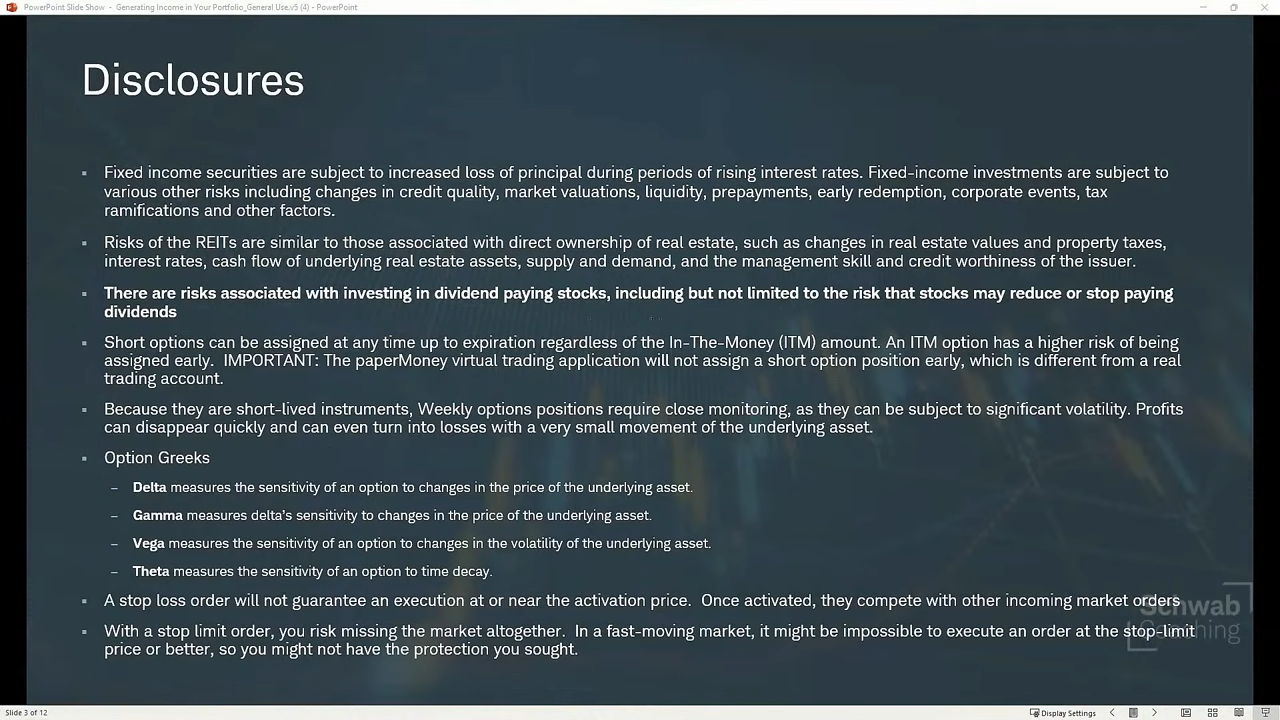 PowerPoint Slide Show - Generating Income in Your Portfolio_General Use.v5 (4) - PowerPoint
Disclosures
▪ Fixed income securities are subject to increased loss of principal during periods of rising interest rates. Fixed-income investments are subject to
various other risks including changes in credit quality, market valuations, liquidity, prepayments, early redemption, corporate events, tax
ramifications and other factors.
▪ Risks of the REITs are similar to those associated with direct ownership of real estate, such as changes in real estate values and property taxes,
interest rates, cash flow of underlying real estate assets, supply and demand, and the management skill and credit worthiness of the issuer.
▪ There are risks associated with investing in dividend paying stocks, including but not limited to the risk that stocks may reduce or stop paying
dividends
▪ Short options can be assigned at any time up to expiration regardless of the In-The-Money (ITM) amount. An ITM option has a higher risk of being
assigned early.  IMPORTANT: The paperMoney virtual trading application will not assign a short option position early, which is different from a real
trading account.
▪ Because they are short-lived instruments, Weekly options positions require close monitoring, as they can be subject to significant volatility. Profits
can disappear quickly and can even turn into losses with a very small movement of the underlying asset.
▪ Option Greeks
– Delta measures the sensitivity of an option to changes in the price of the underlying asset.
– Gamma measures delta's sensitivity to changes in the price of the underlying asset.
– Vega measures the sensitivity of an option to changes in the volatility of the underlying asset.
– Theta measures the sensitivity of an option to time decay.
▪ A stop loss order will not guarantee an execution at or near the activation price.  Once activated, they compete with other incoming market orders
▪ With a stop limit order, you risk missing the market altogether.  In a fast-moving market, it might be impossible to execute an order at the stop-limit
price or better, so you might not have the protection you sought.
Schwab
Coaching
Slide 3 of 12
Display Settings